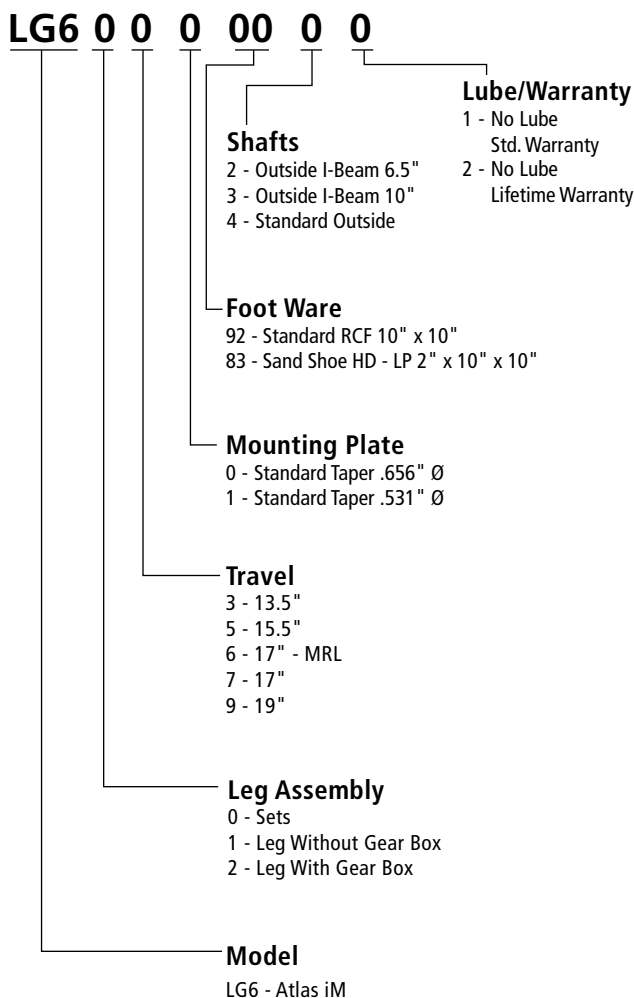 LG6 0 0 0 00 0 0
Lube/Warranty
1 - No Lube
Std. Warranty
2 - No Lube
Lifetime Warranty
Shafts
2 - Outside I-Beam 6.5"
3 - Outside I-Beam 10"
4 - Standard Outside
Foot Ware
92 - Standard RCF 10" x 10"
83 - Sand Shoe HD - LP 2" x 10" x 10"
Mounting Plate
0 - Standard Taper .656" Ø
1 - Standard Taper .531" Ø
Travel
3 - 13.5"
5 - 15.5"
6 - 17" - MRL
7 - 17"
9 - 19"
Leg Assembly
0 - Sets
1 - Leg Without Gear Box
2 - Leg With Gear Box
Model
LG6 - Atlas iM